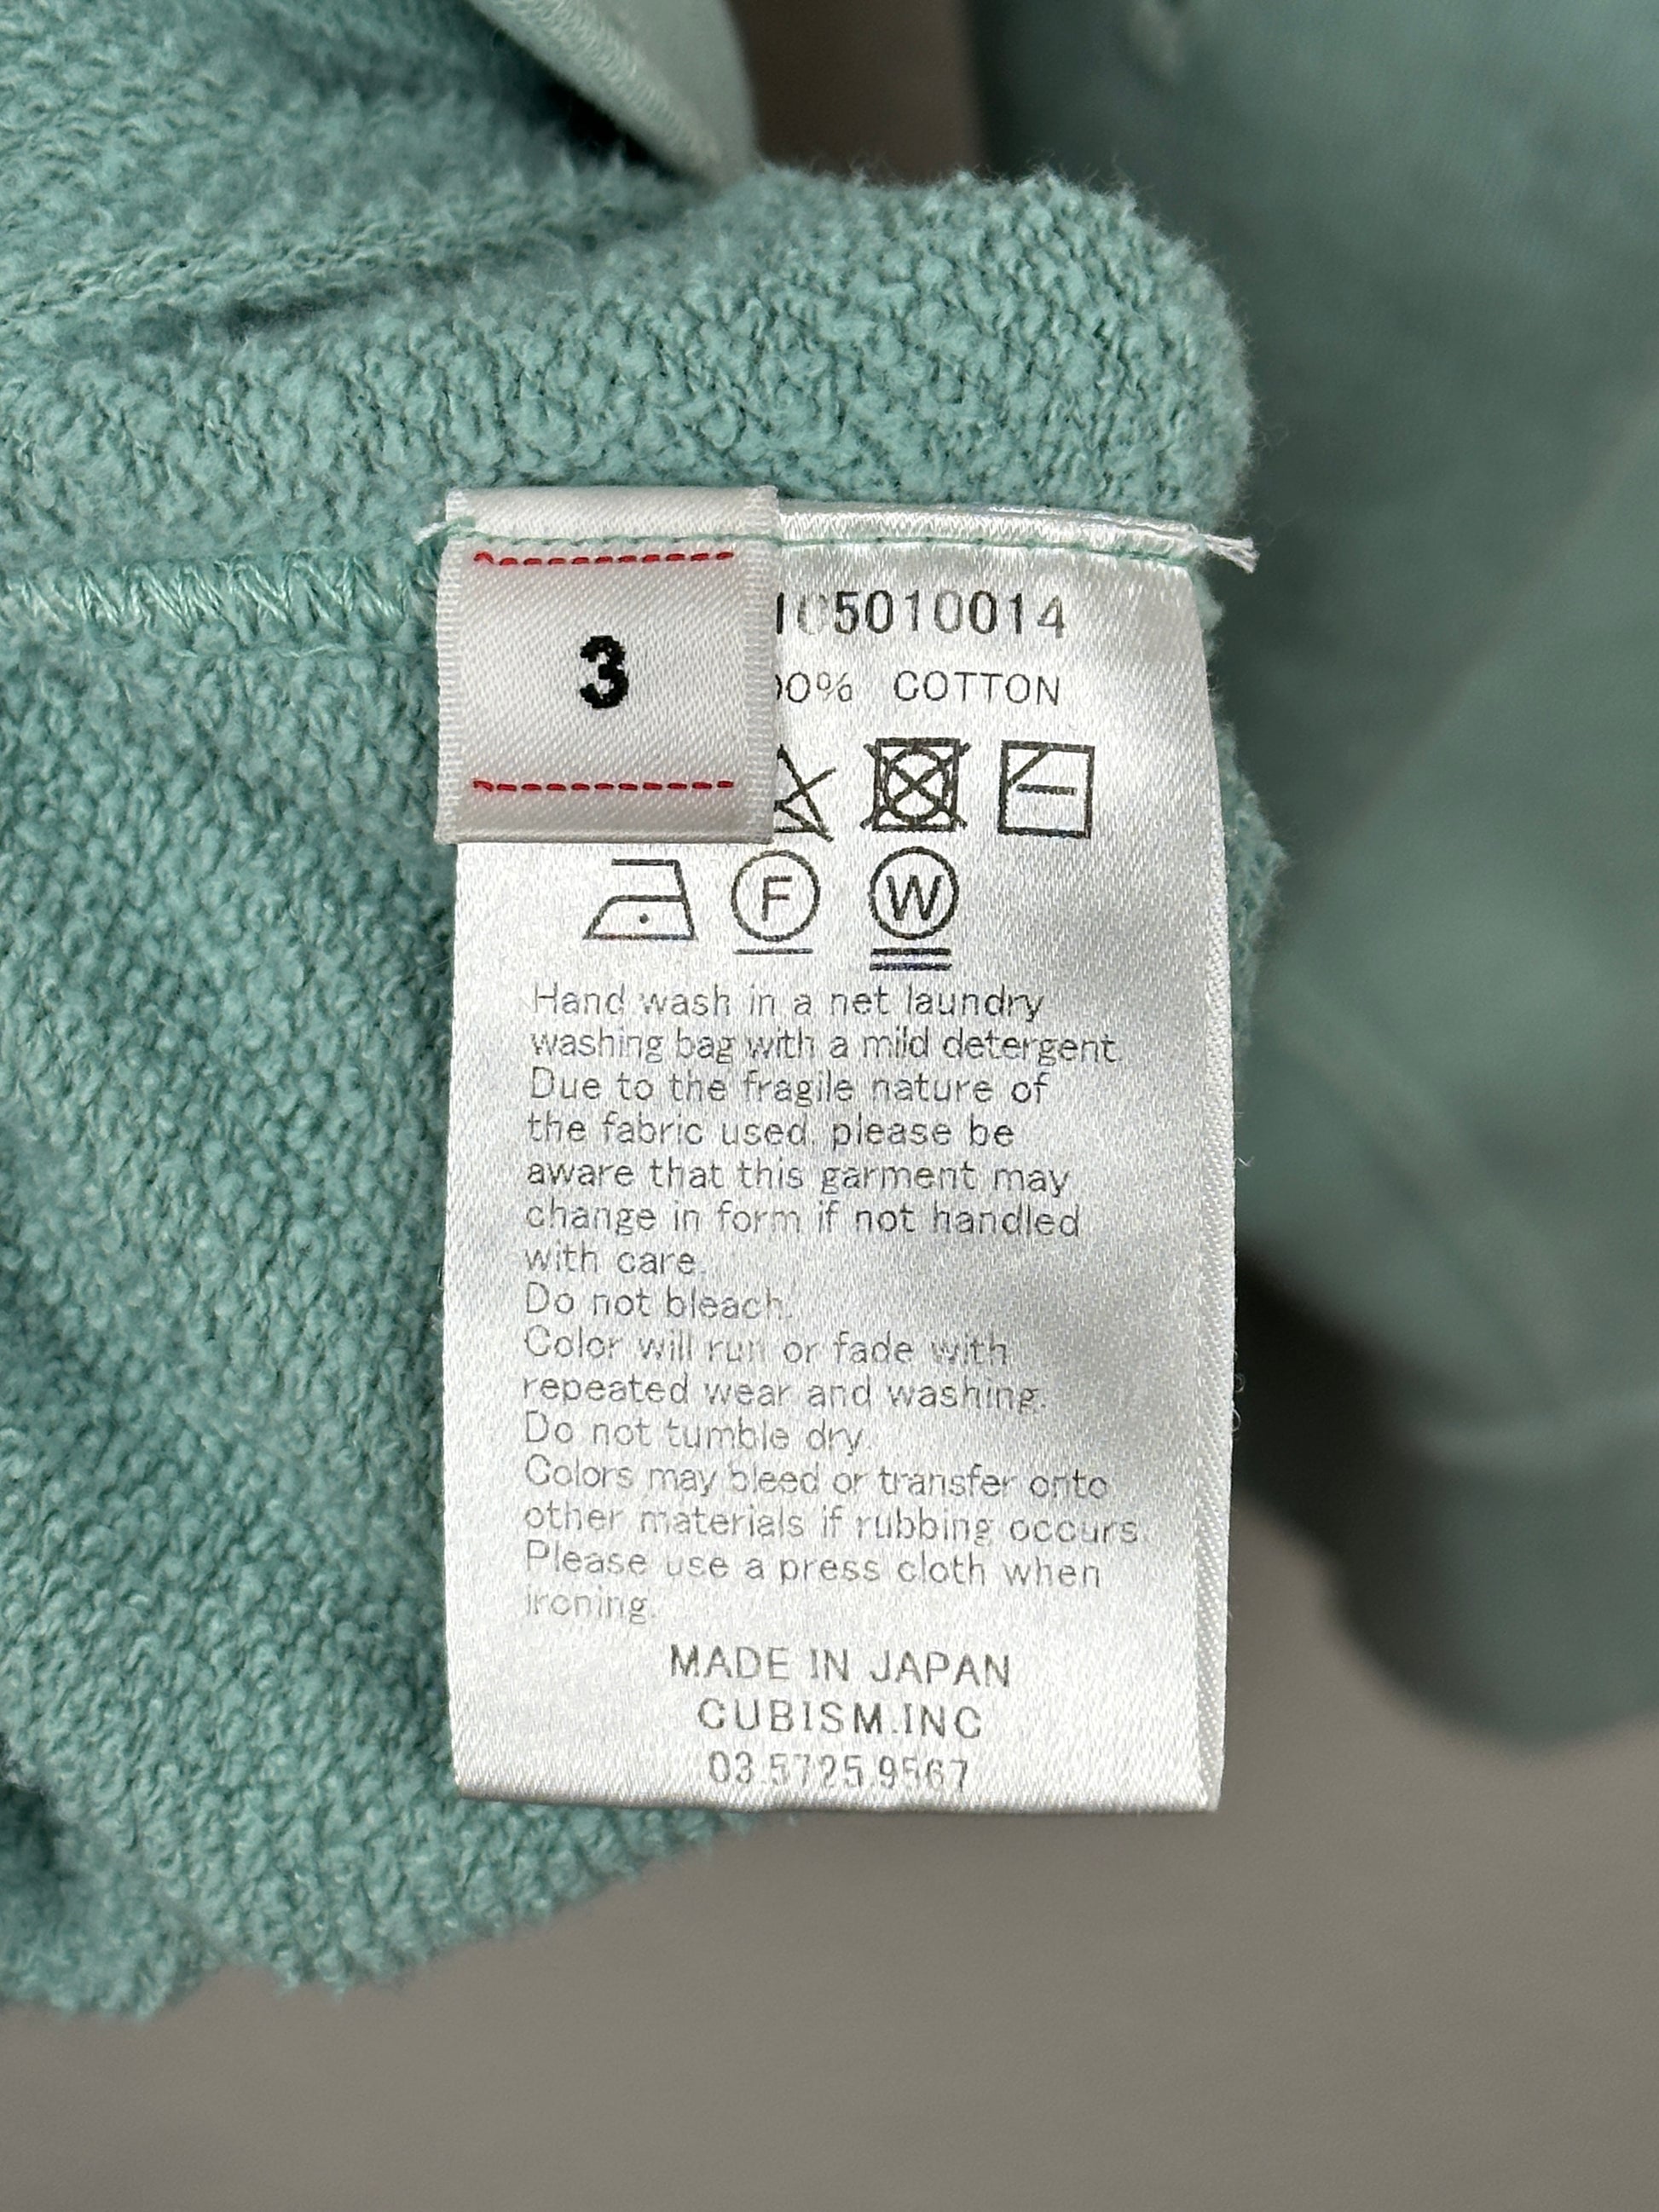 3
1C5010014
00% COTTON
F W
Hand wash in a net laundry
washing bag with a mild detergent.
Due to the fragile nature of
the fabric used, please be
aware that this garment may
change in form if not handled
with care.
Do not bleach.
Color will run or fade with
repeated wear and washing.
Do not tumble dry.
Colors may bleed or transfer onto
other materials if rubbing occurs.
Please use a press cloth when
ironing.
MADE IN JAPAN
CUBISM.INC
03.5725.9567